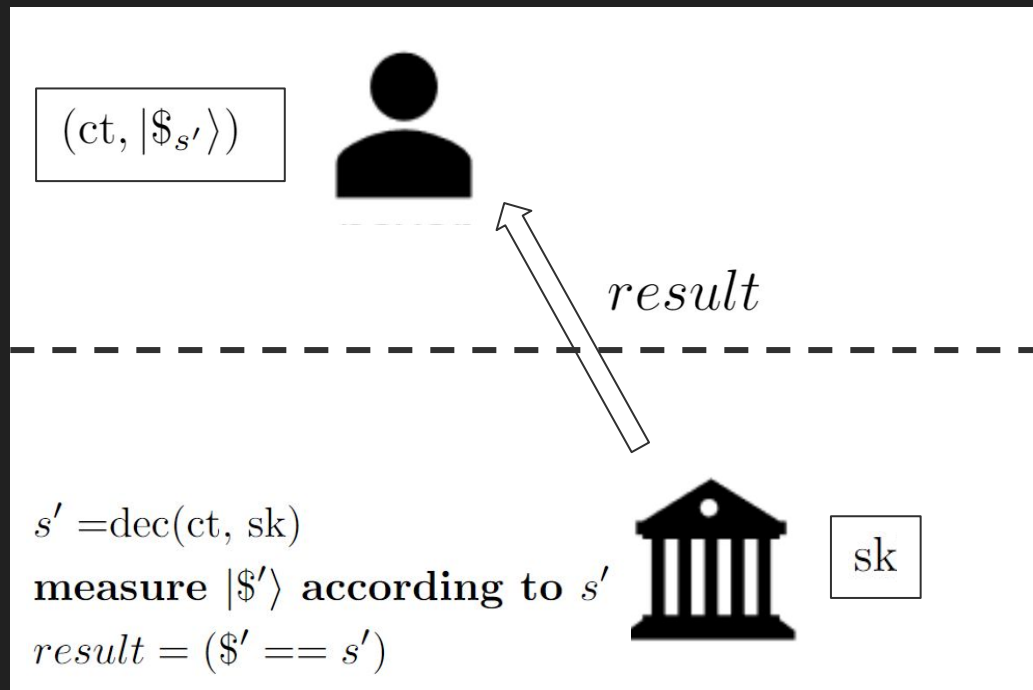 (ct, |$ₛ′⟩)
result
s′ =dec(ct, sk)
measure |$′⟩ according to s′
sk
result = ($′ == s′)